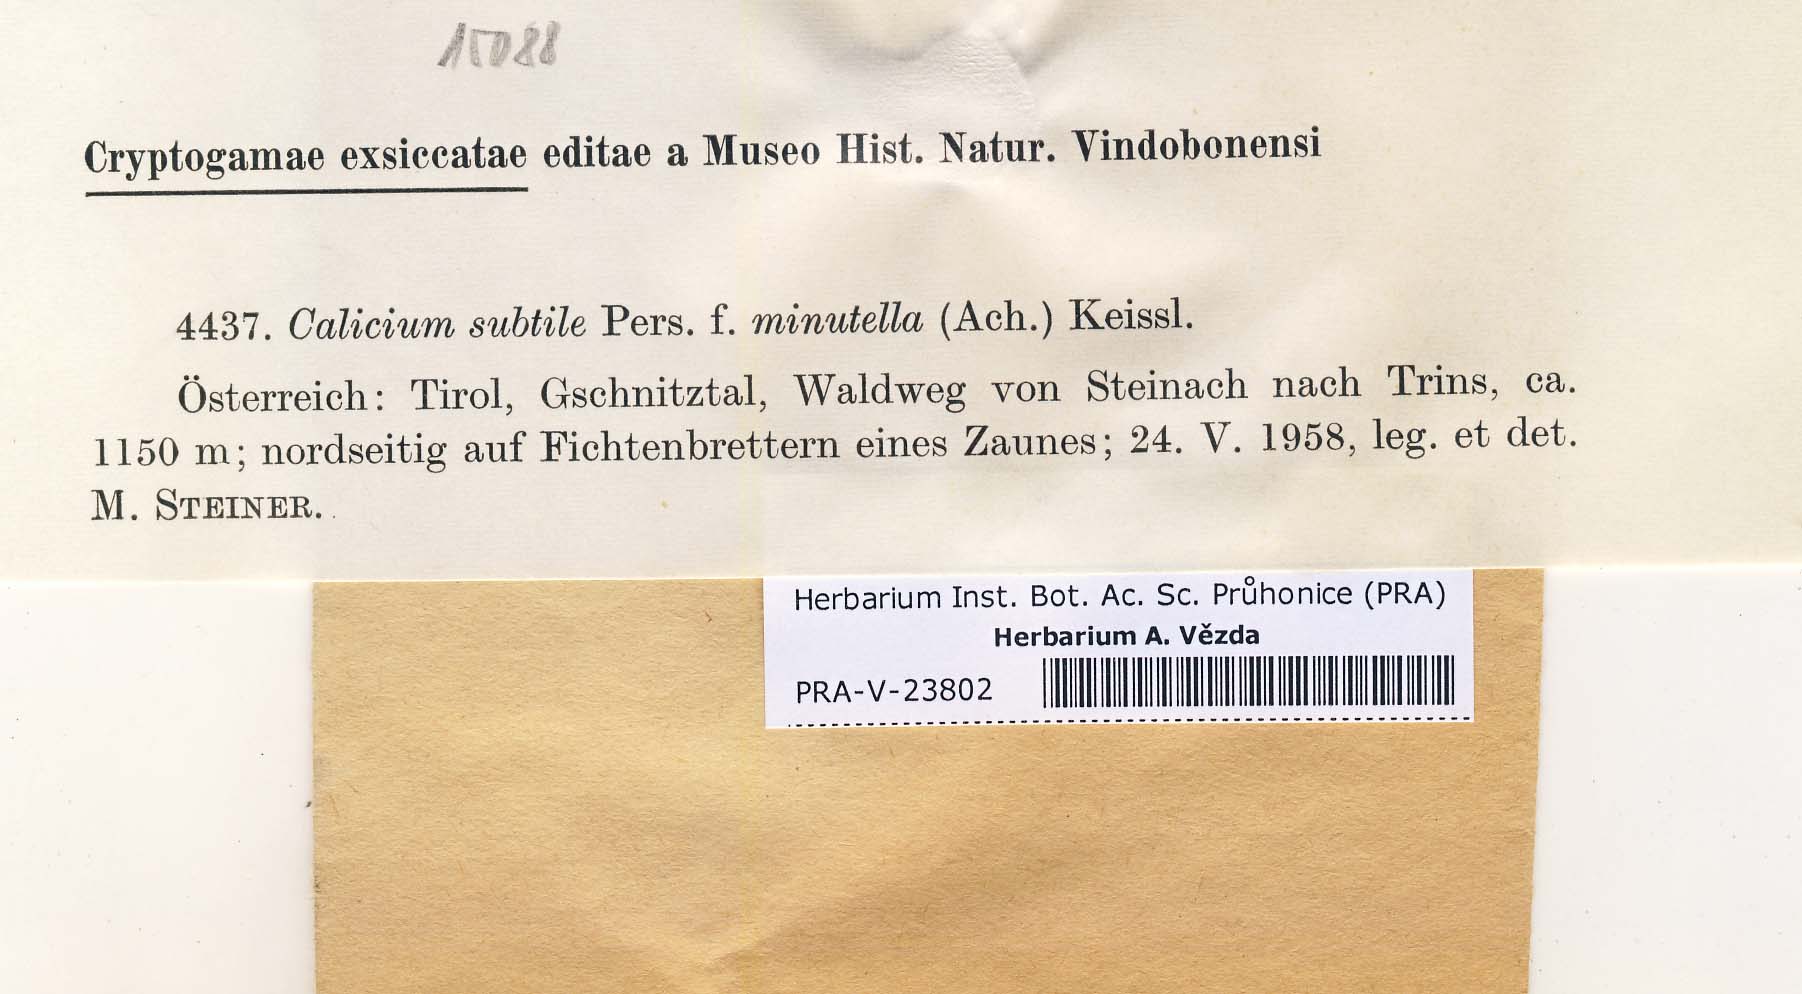 15088
Cryptogamae exsiccatae editae a Museo Hist. Natur. Vindobonensi
4437. Calicium subtile Pers. f. minutella (Ach.) Keissl.
Österreich: Tirol, Gschnitztal, Waldweg von Steinach nach Trins, ca.
1150 m; nordseitig auf Fichtenbrettern eines Zaunes; 24. V. 1958, leg. et det.
M. STEINER.
Herbarium Inst. Bot. Ac. Sc. Průhonice (PRA)
Herbarium A. Vězda
PRA-V-23802